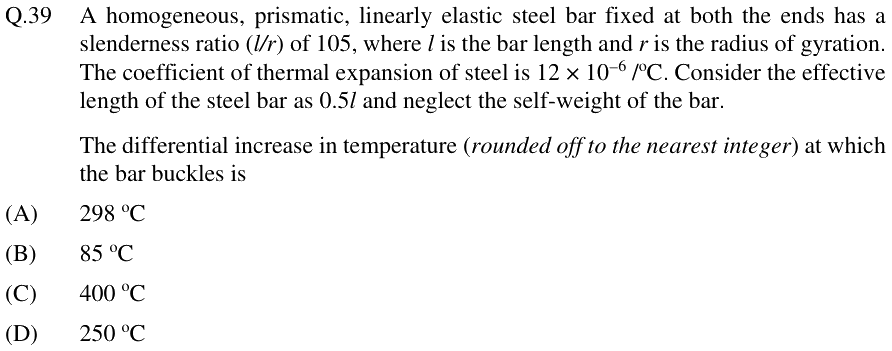 Q.39 A homogeneous, prismatic, linearly elastic steel bar fixed at both the ends has a
slenderness ratio (l/r) of 105, where l is the bar length and r is the radius of gyration.
The coefficient of thermal expansion of steel is 12 × 10⁻⁶ /ºC. Consider the effective
length of the steel bar as 0.5l and neglect the self-weight of the bar.
The differential increase in temperature (rounded off to the nearest integer) at which
the bar buckles is
(A) 298 ºC
(B) 85 ºC
(C) 400 ºC
(D) 250 ºC